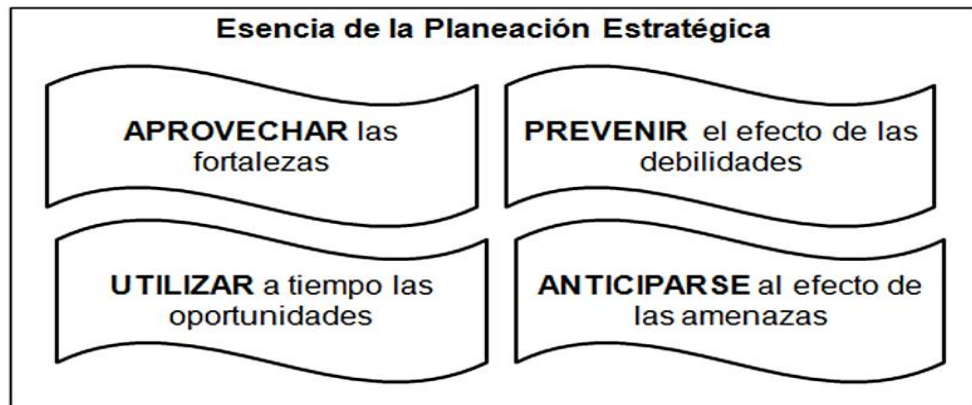 Esencia de la Planeación Estratégica
APROVECHAR las
fortalezas
PREVENIR el efecto de las
debilidades
UTILIZAR a tiempo las
oportunidades
ANTICIPARSE al efecto de
las amenazas